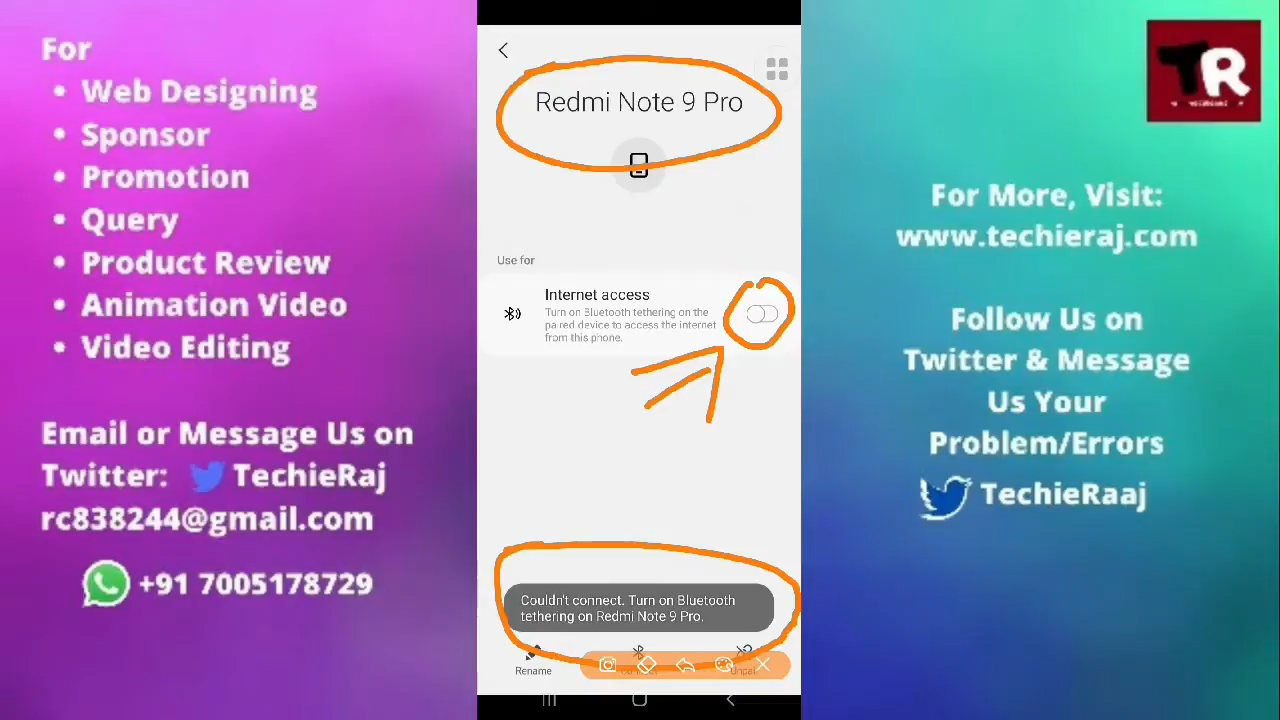 For
• Web Designing
• Sponsor
• Promotion
• Query
• Product Review
• Animation Video
• Video Editing
Email or Message Us on
Twitter: TechieRaj
rc838244@gmail.com
+91 7005178729
Redmi Note 9 Pro
Use for
Internet access
Turn on Bluetooth tethering on the
paired device to access the internet
from this phone.
Couldn't connect. Turn on Bluetooth
tethering on Redmi Note 9 Pro.
Rename
TR
For More, Visit:
www.techieraj.com
Follow Us on
Twitter & Message
Us Your
Problem/Errors
TechieRaaj